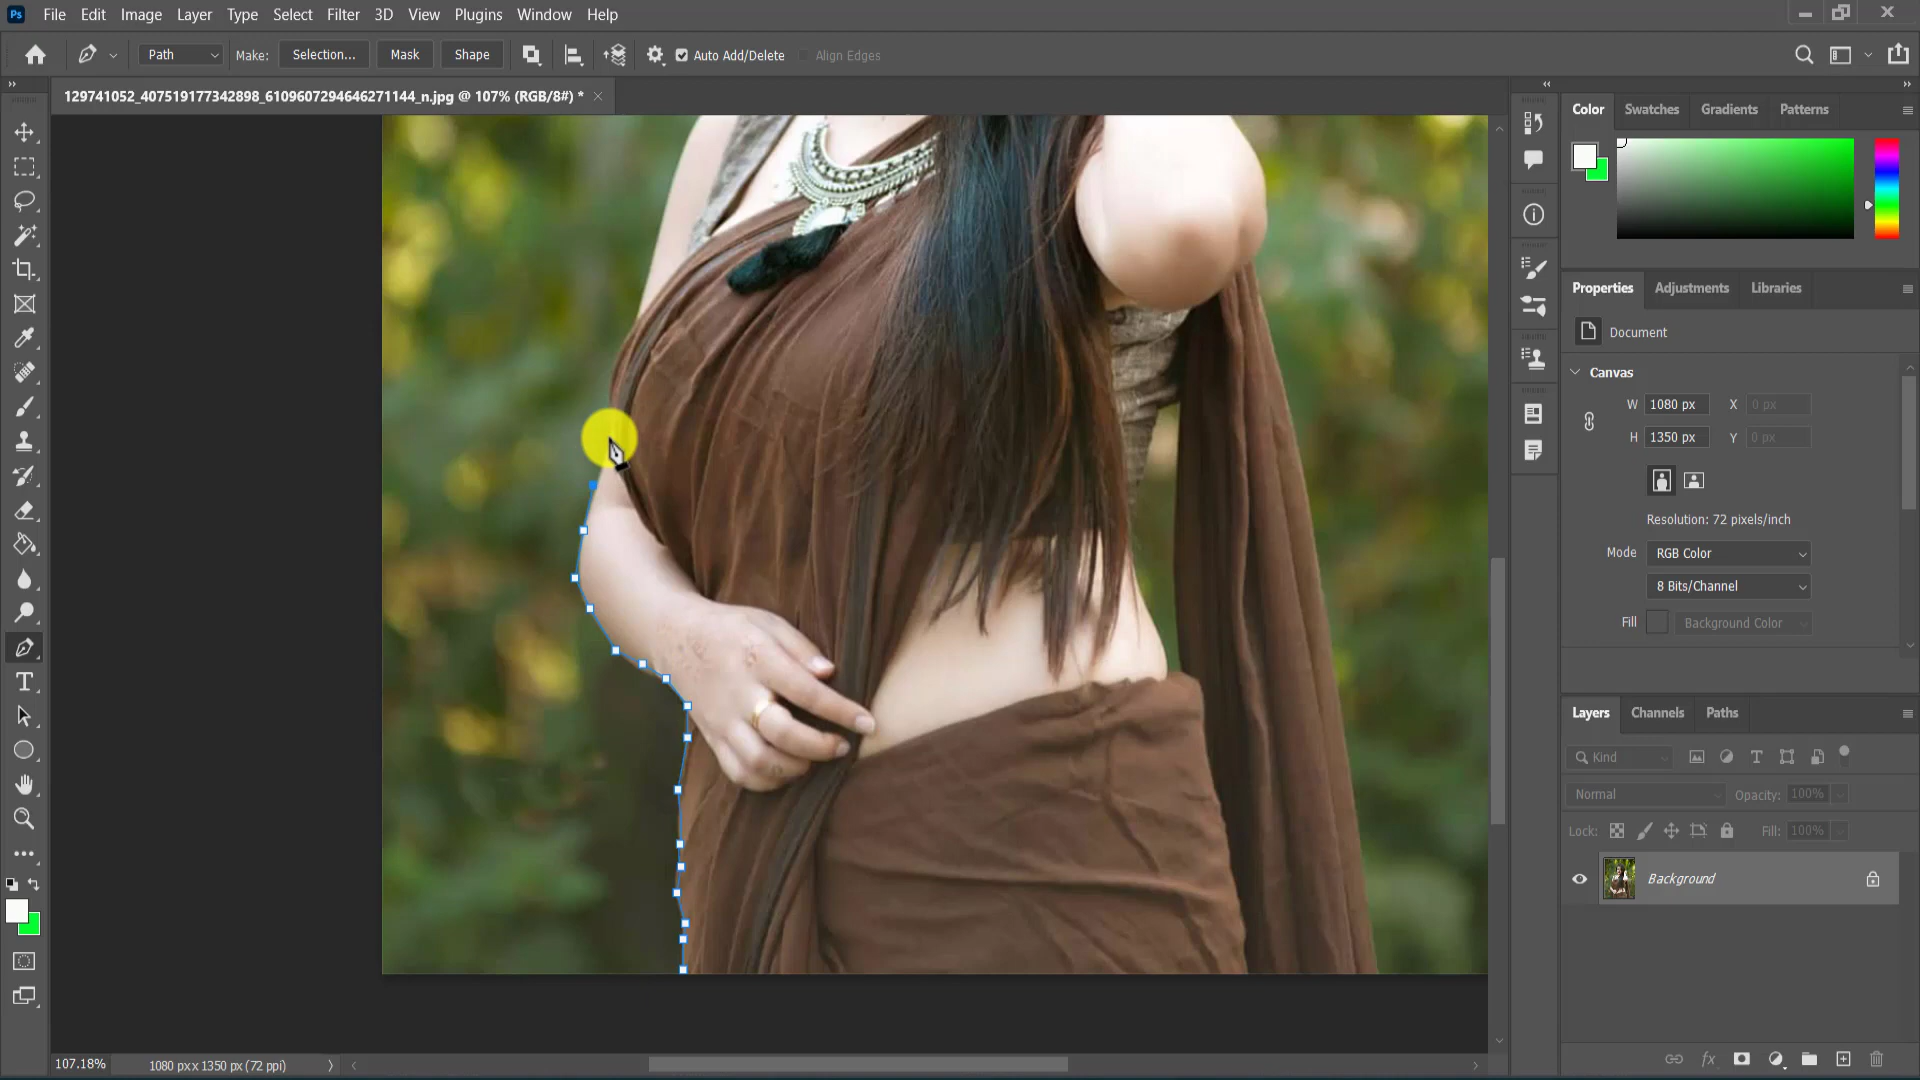 Ps File Edit Image Layer Type Select Filter 3D View Plugins Window Help
Path Make: Selection... Mask Shape Auto Add/Delete Align Edges
129741052_407519177342898_6109607294646271144_n.jpg @ 107% (RGB/8#) *
Color Swatches Gradients Patterns
Properties Adjustments Libraries
Document
Canvas
W 1080 px X 0 px
H 1350 px Y 0 px
Resolution: 72 pixels/inch
Mode RGB Color
8 Bits/Channel
Fill Background Color
Layers Channels Paths
Kind
Normal Opacity: 100%
Lock: Fill: 100%
Background
107.18% 1080 px x 1350 px (72 ppi)